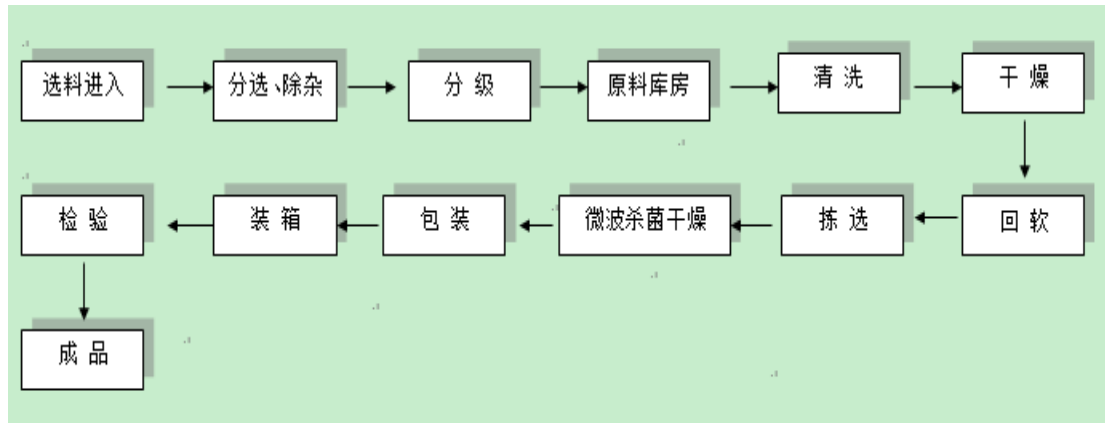 选料进入
分选、除杂
分 级
原料库房
清 洗
干 燥
回 软
拣 选
微波杀菌干燥
包 装
装 箱
检 验
成 品